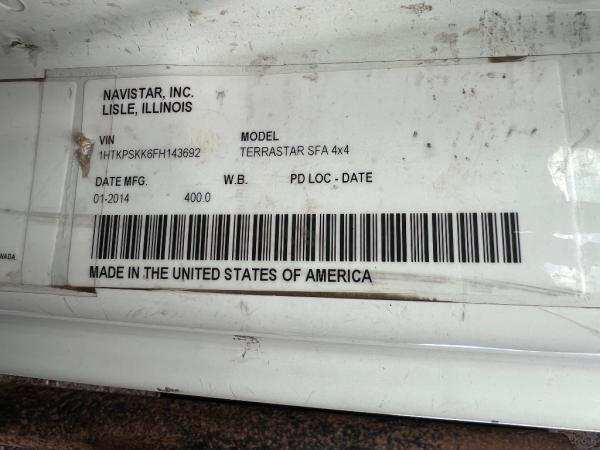 NAVISTAR, INC.
LISLE, ILLINOIS
VIN MODEL
1HTKPSKK6FH143692 TERRASTAR SFA 4x4
DATE MFG. W.B. PD LOC - DATE
01-2014 400.0
MADE IN THE UNITED STATES OF AMERICA